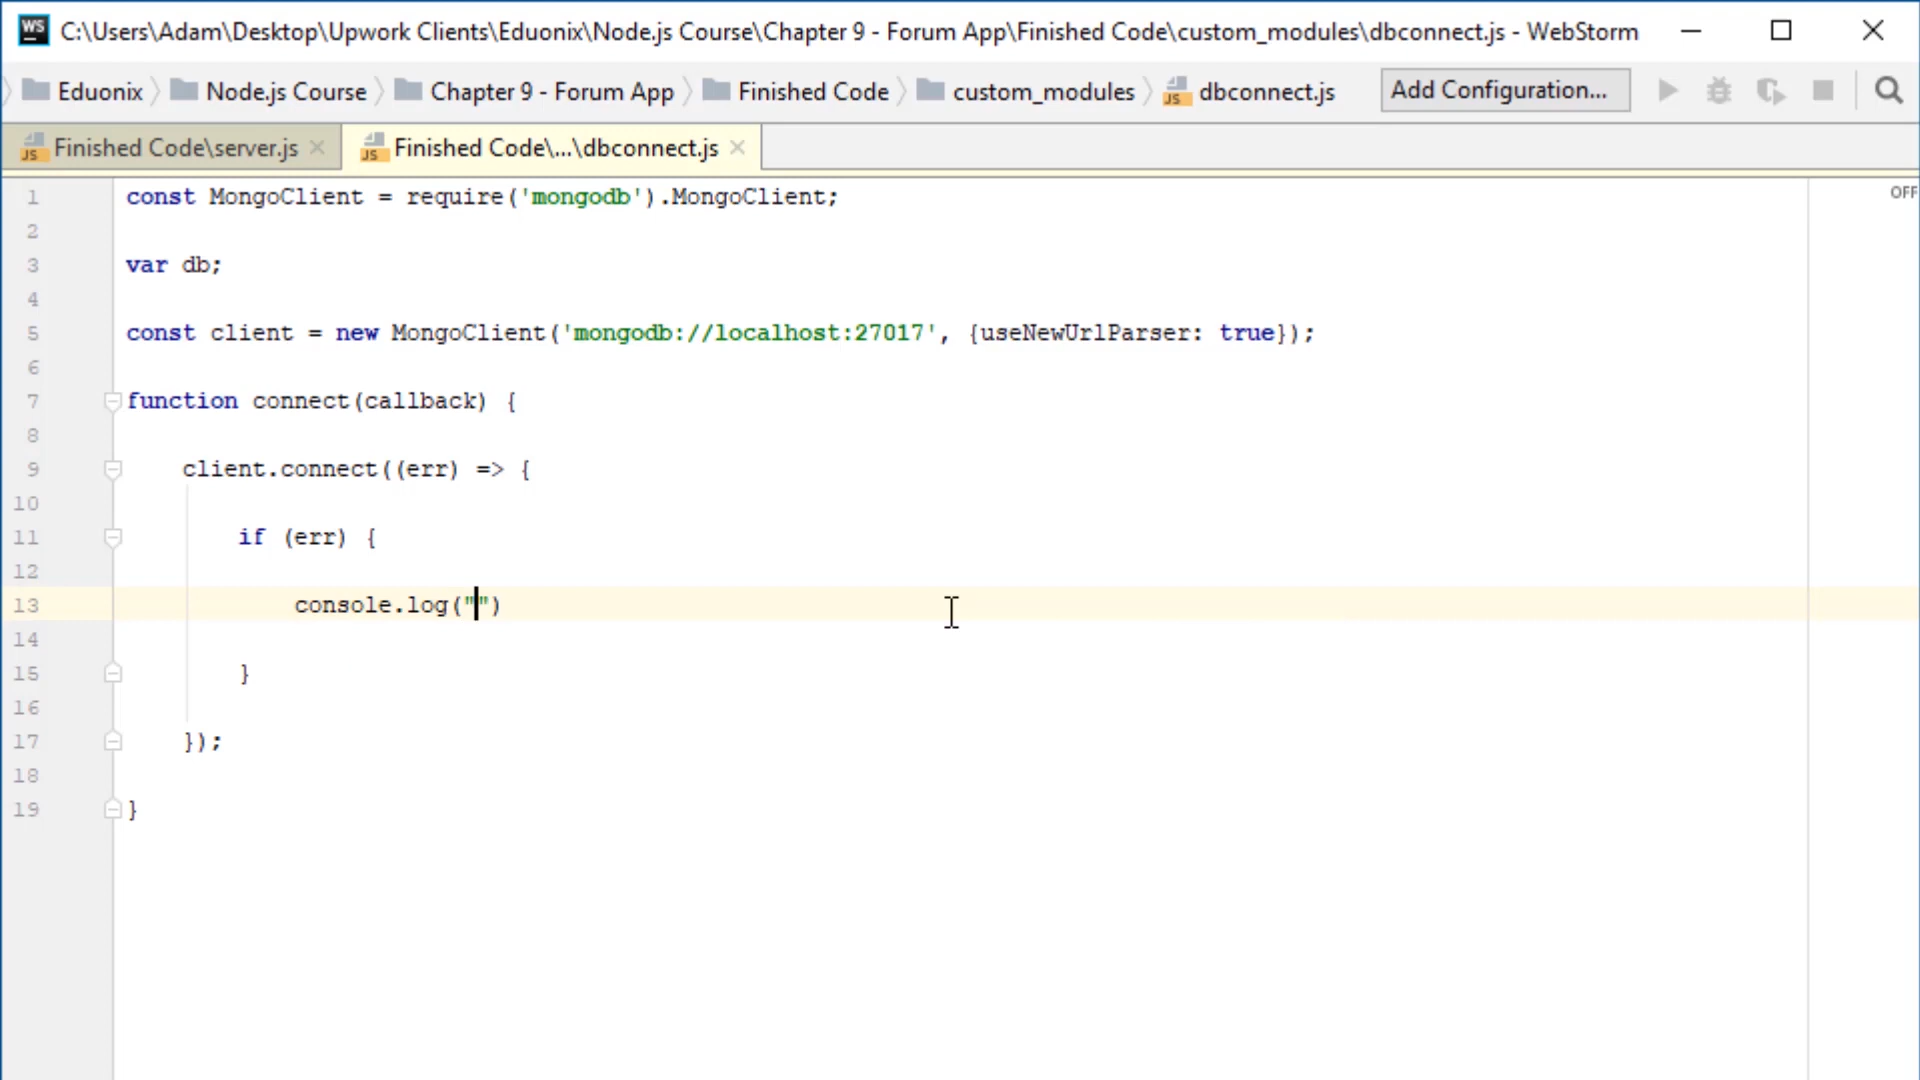 WS C:\Users\Adam\Desktop\Upwork Clients\Eduonix\Node.js Course\Chapter 9 - Forum App\Finished Code\custom_modules\dbconnect.js - WebStorm
Eduonix Node.js Course Chapter 9 - Forum App Finished Code custom_modules JS dbconnect.js Add Configuration...
JS Finished Code\server.js JS Finished Code\...\dbconnect.js
1 const MongoClient = require('mongodb').MongoClient; OFF
2
3 var db;
4
5 const client = new MongoClient('mongodb://localhost:27017', {useNewUrlParser: true});
6
7 function connect(callback) {
8
9 client.connect((err) => {
10
11 if (err) {
12
13 console.log("")
14
15 }
16
17 });
18
19 }